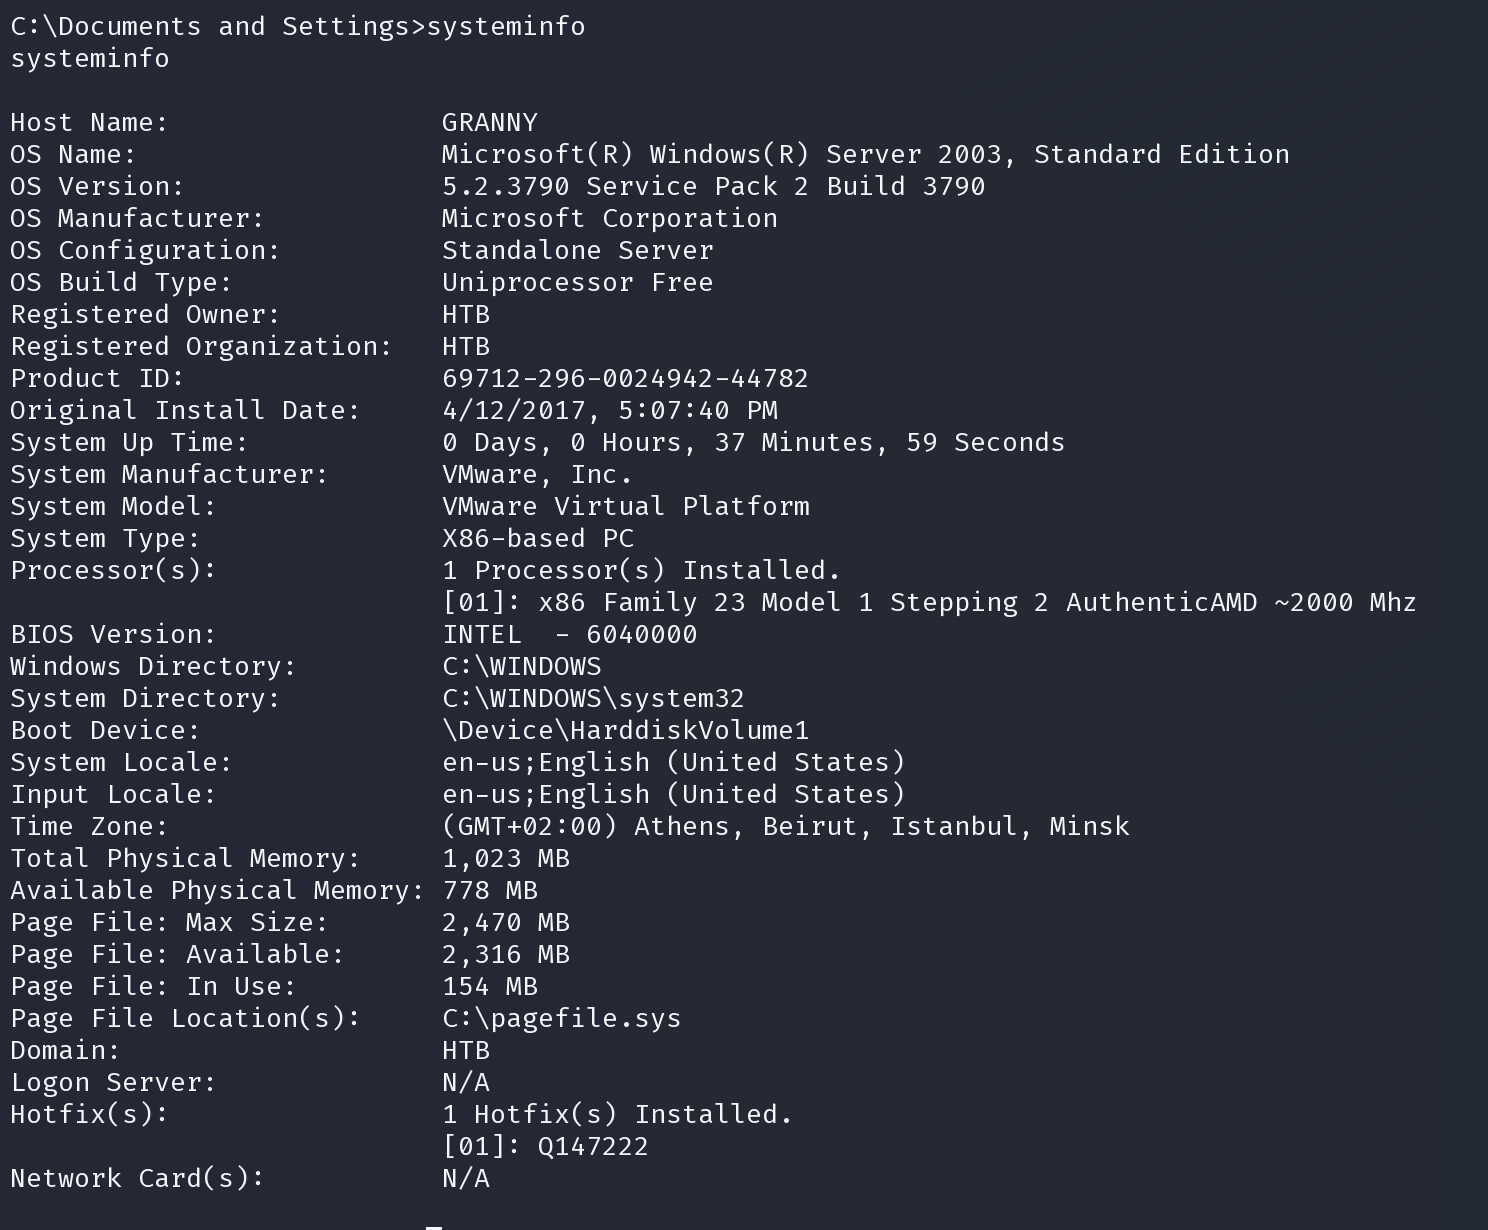 C:\Documents and Settings>systeminfo
systeminfo

Host Name:                 GRANNY
OS Name:                   Microsoft(R) Windows(R) Server 2003, Standard Edition
OS Version:                5.2.3790 Service Pack 2 Build 3790
OS Manufacturer:           Microsoft Corporation
OS Configuration:          Standalone Server
OS Build Type:             Uniprocessor Free
Registered Owner:          HTB
Registered Organization:   HTB
Product ID:                69712-296-0024942-44782
Original Install Date:     4/12/2017, 5:07:40 PM
System Up Time:            0 Days, 0 Hours, 37 Minutes, 59 Seconds
System Manufacturer:       VMware, Inc.
System Model:              VMware Virtual Platform
System Type:               X86-based PC
Processor(s):              1 Processor(s) Installed.
                           [01]: x86 Family 23 Model 1 Stepping 2 AuthenticAMD ~2000 Mhz
BIOS Version:              INTEL  - 6040000
Windows Directory:         C:\WINDOWS
System Directory:          C:\WINDOWS\system32
Boot Device:               \Device\HarddiskVolume1
System Locale:             en-us;English (United States)
Input Locale:              en-us;English (United States)
Time Zone:                 (GMT+02:00) Athens, Beirut, Istanbul, Minsk
Total Physical Memory:     1,023 MB
Available Physical Memory: 778 MB
Page File: Max Size:       2,470 MB
Page File: Available:      2,316 MB
Page File: In Use:         154 MB
Page File Location(s):     C:\pagefile.sys
Domain:                    HTB
Logon Server:              N/A
Hotfix(s):                 1 Hotfix(s) Installed.
                           [01]: Q147222
Network Card(s):           N/A